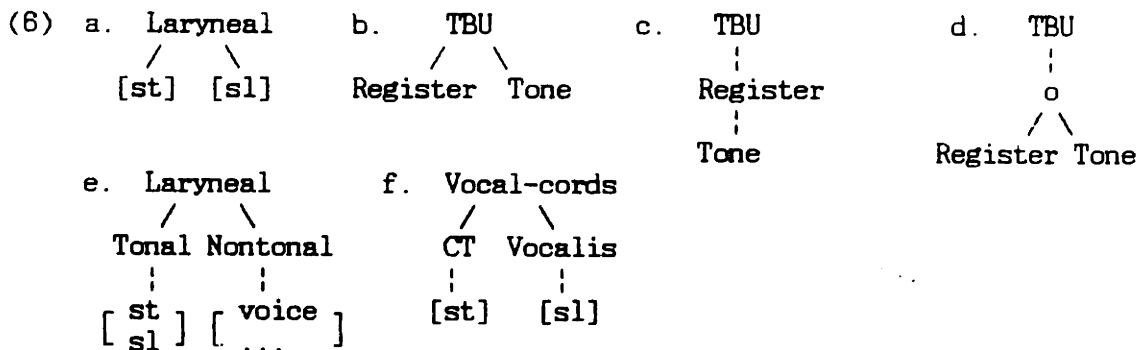 (6) a. Laryneal b. TBU c. TBU d. TBU
[st] [sl] Register Tone Register o
Tone Register Tone
e. Laryneal f. Vocal-cords
Tonal Nontonal CT Vocalis
[ st ] [ voice ] [st] [sl]
sl ...